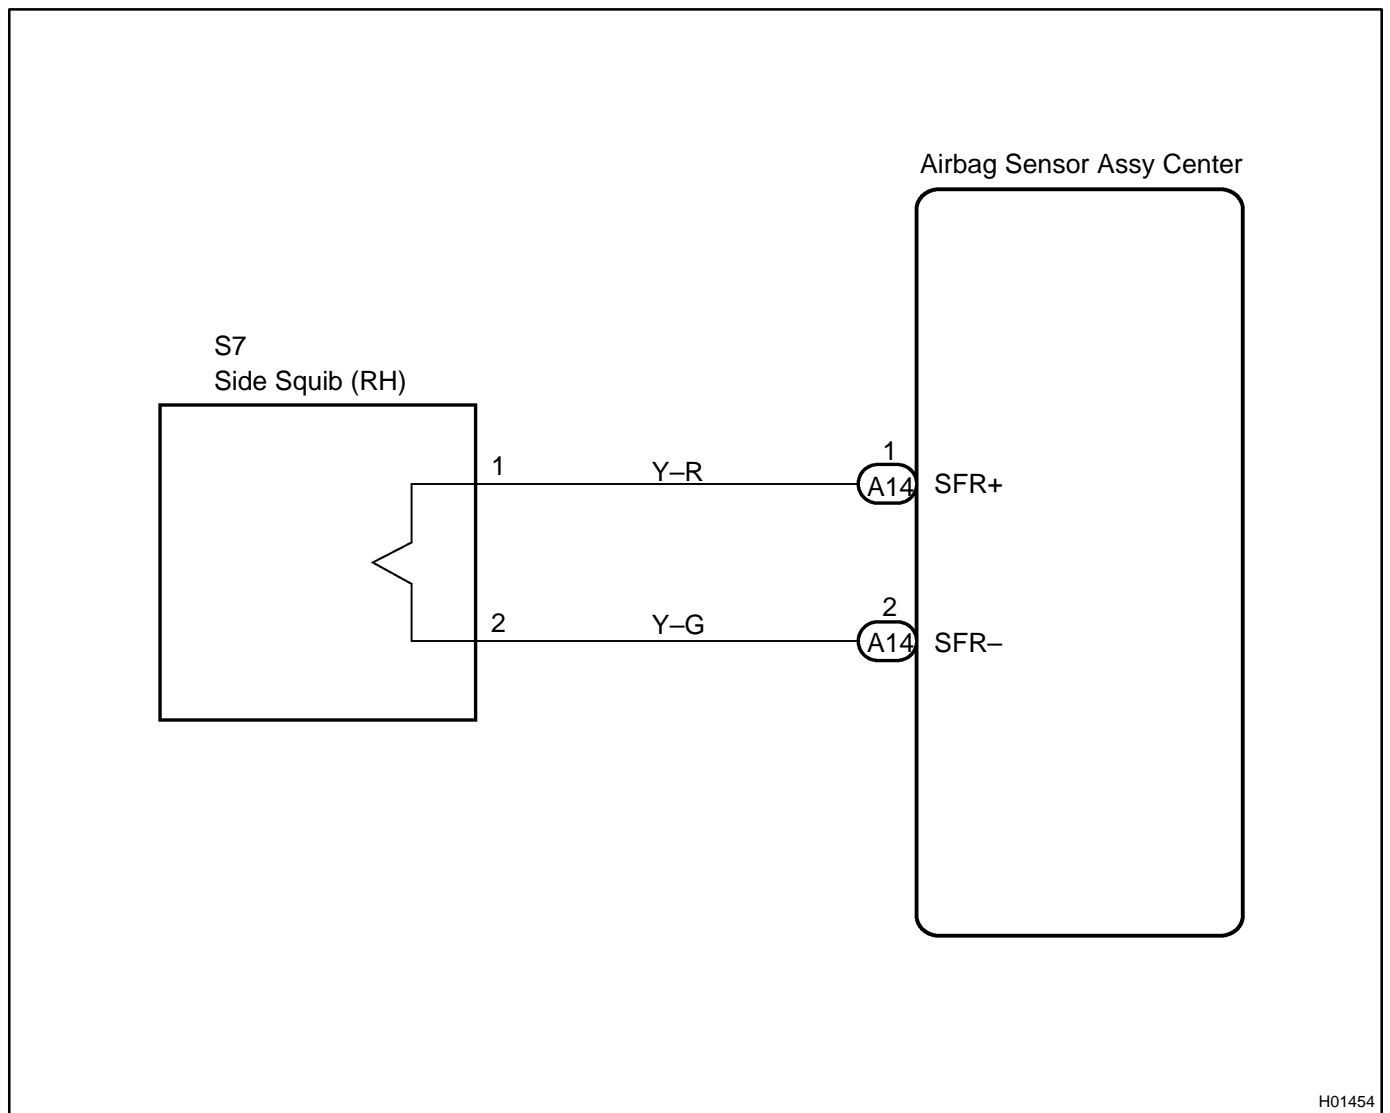 Airbag Sensor Assy Center
S7
Side Squib (RH)
1 Y–R 1
A14 SFR+
2 Y–G 2
A14 SFR–
H01454